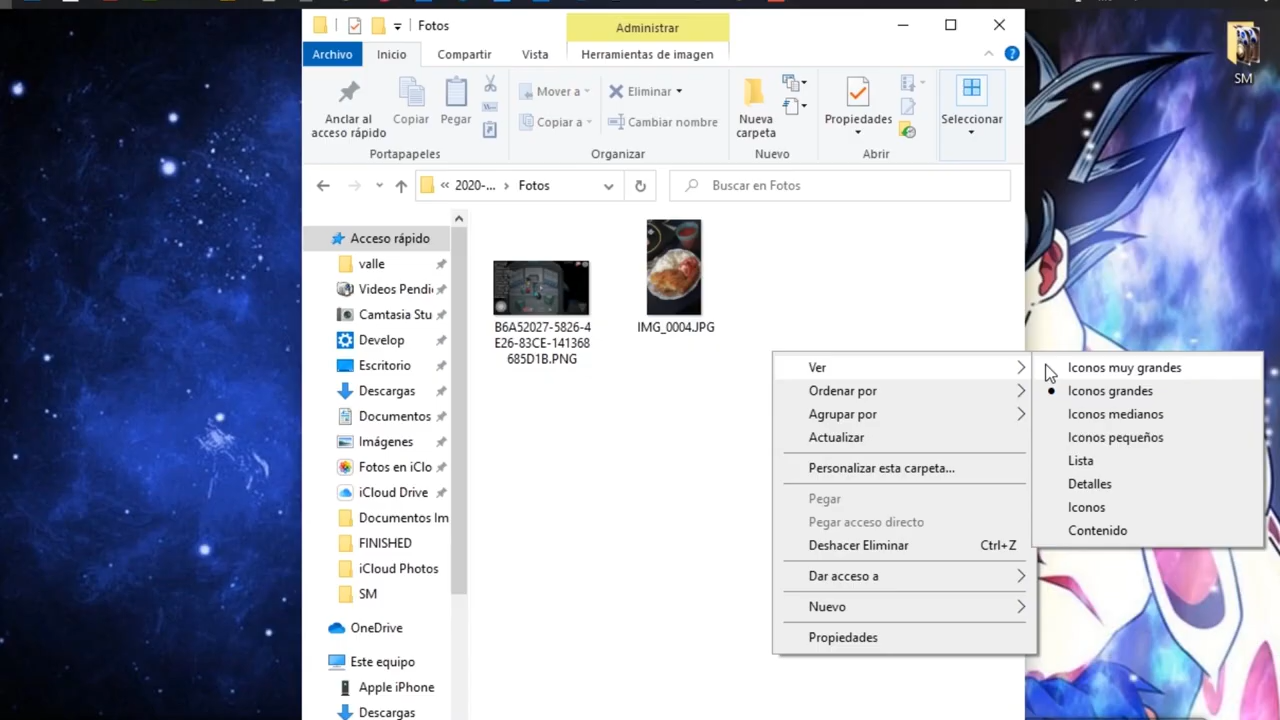 Fotos
Administrar
Archivo
Inicio
Compartir
Vista
Herramientas de imagen
SM
Anclar al
acceso rápido
Copiar
Pegar
Mover a
Copiar a
Eliminar
Cambiar nombre
Nueva
carpeta
Propiedades
Seleccionar
Portapapeles
Organizar
Nuevo
Abrir
« 2020-... › Fotos
Buscar en Fotos
Acceso rápido
valle
Videos Pendi
Camtasia Stu
Develop
Escritorio
Descargas
Documentos
Imágenes
Fotos en iClo
iCloud Drive
Documentos Im
FINISHED
iCloud Photos
SM
OneDrive
Este equipo
Apple iPhone
Descargas
B6A52027-5826-4
E26-83CE-141368
685D1B.PNG
IMG_0004.JPG
Ver
Ordenar por
Agrupar por
Actualizar
Personalizar esta carpeta...
Pegar
Pegar acceso directo
Deshacer Eliminar Ctrl+Z
Dar acceso a
Nuevo
Propiedades
Iconos muy grandes
Iconos grandes
Iconos medianos
Iconos pequeños
Lista
Detalles
Iconos
Contenido